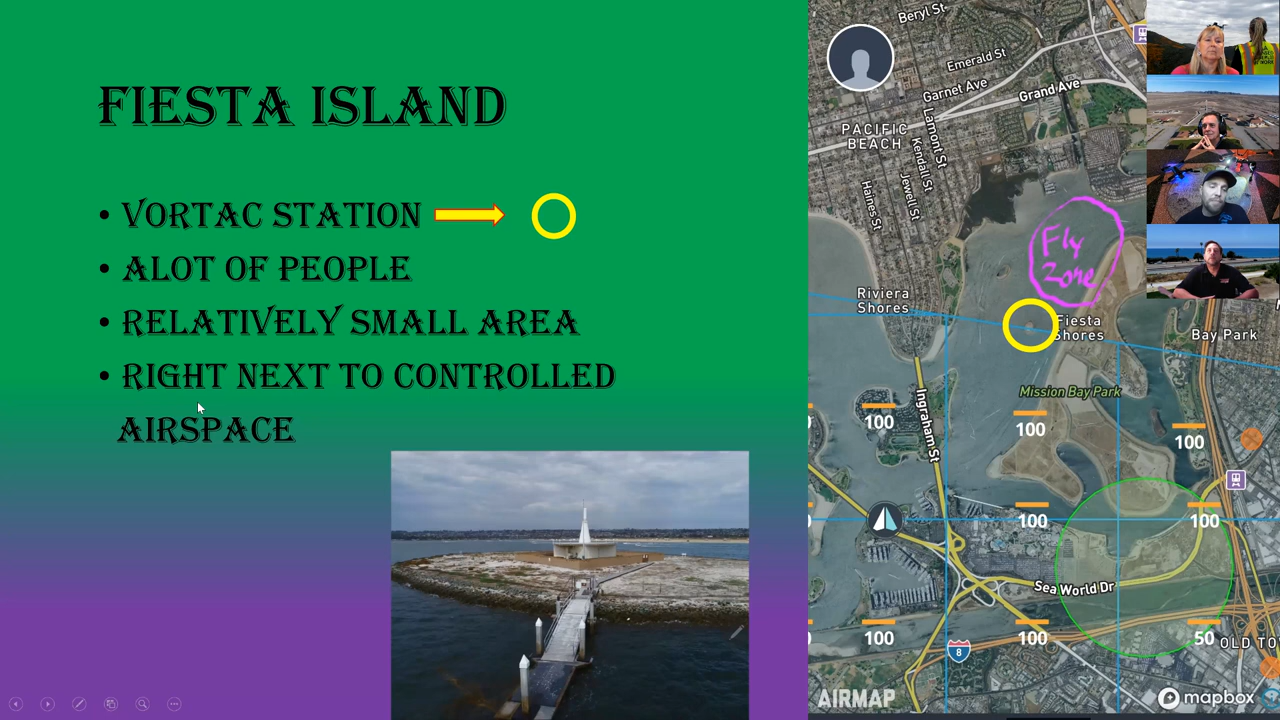 FIESTA ISLAND
• VORTAC STATION
• ALOT OF PEOPLE
• RELATIVELY SMALL AREA
• RIGHT NEXT TO CONTROLLED
AIRSPACE
Beryl St
Emerald St
Garnet Ave
Grand Ave
PACIFIC
BEACH
Lamont St
Kendall St
Jewell St
Haines St
Fly
Zone
Riviera
Shores
Fiesta
Shores
Bay Park
Mission Bay Park
Ingraham St
100
100
100
100
100
Sea World Dr
100
100
50
OLD TO
8
AIRMAP
mapbox